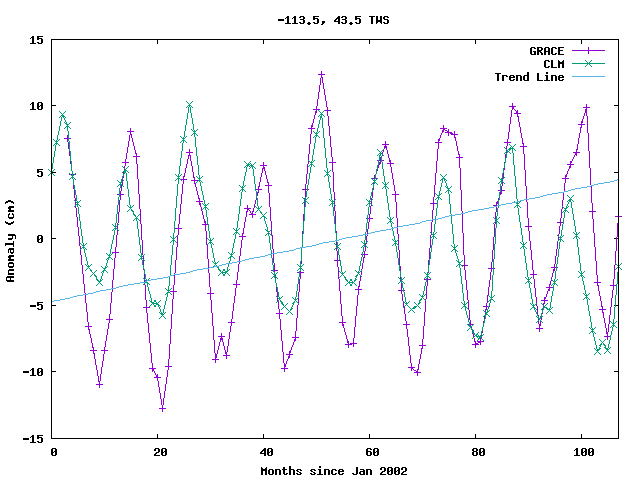 -113.5, 43.5 TWS
GRACE
CLM
Trend Line
15
10
5
0
-5
-10
-15
Anomaly (cm)
0 20 40 60 80 100
Months since Jan 2002